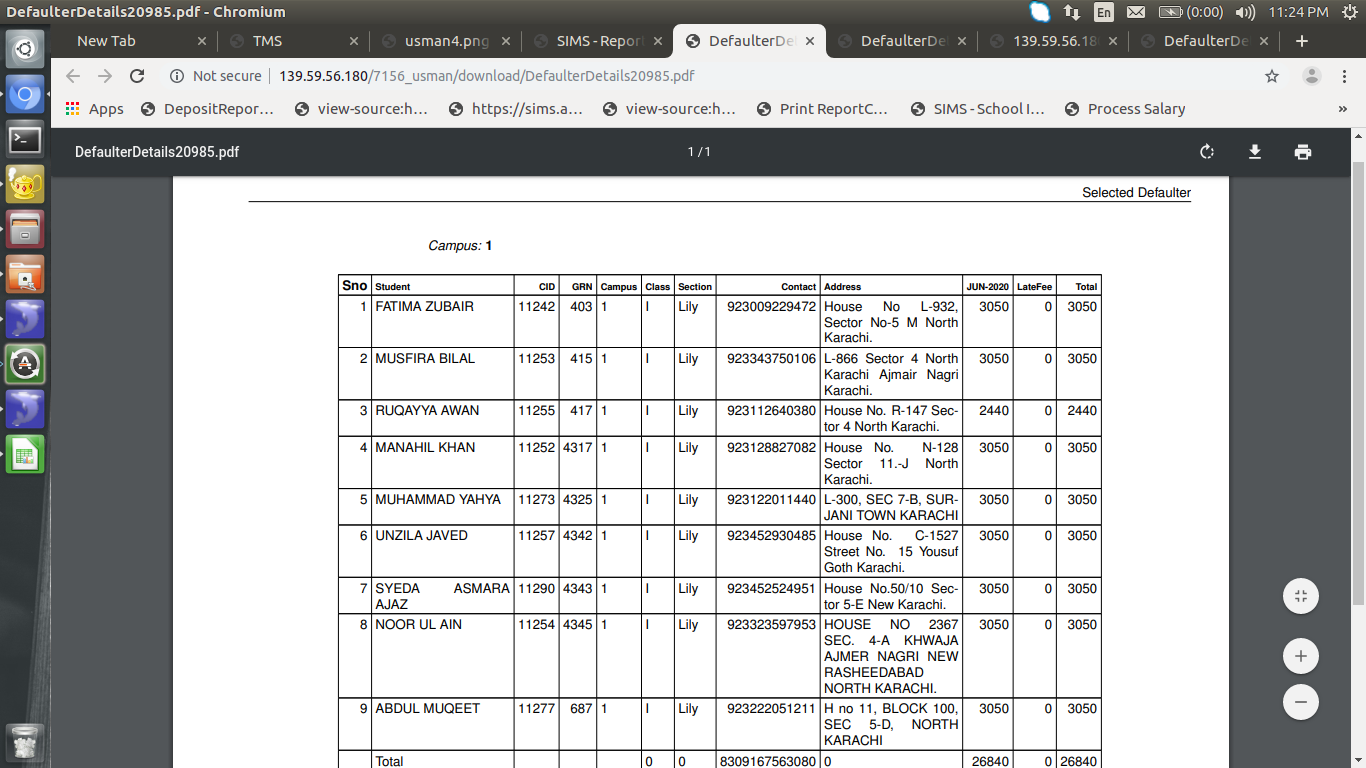 DefaulterDetails20985.pdf - Chromium
En
(0:00)
11:24 PM
New Tab
TMS
usman4.png
SIMS - Repor
DefaulterDe
DefaulterDe
139.59.56.18
DefaulterDe
Not secure
139.59.56.180/7156_usman/download/DefaulterDetails20985.pdf
Apps
DepositRepor...
view-source:h...
https://sims.a...
view-source:h...
Print ReportC...
SIMS - School I...
Process Salary
»
DefaulterDetails20985.pdf
1 / 1
Selected Defaulter
Campus: 1
Sno Student CID GRN Campus Class Section Contact Address JUN-2020 LateFee Total
1 FATIMA ZUBAIR 11242 403 1 I Lily 923009229472 House No L-932, 3050 0 3050
Sector No-5 M North
Karachi.
2 MUSFIRA BILAL 11253 415 1 I Lily 923343750106 L-866 Sector 4 North 3050 0 3050
Karachi Ajmair Nagri
Karachi.
3 RUQAYYA AWAN 11255 417 1 I Lily 923112640380 House No. R-147 Sec- 2440 0 2440
tor 4 North Karachi.
4 MANAHIL KHAN 11252 4317 1 I Lily 923128827082 House No. N-128 3050 0 3050
Sector 11.-J North
Karachi.
5 MUHAMMAD YAHYA 11273 4325 1 I Lily 923122011440 L-300, SEC 7-B, SUR- 3050 0 3050
JANI TOWN KARACHI
6 UNZILA JAVED 11257 4342 1 I Lily 923452930485 House No. C-1527 3050 0 3050
Street No. 15 Yousuf
Goth Karachi.
7 SYEDA ASMARA 11290 4343 1 I Lily 923452524951 House No.50/10 Sec- 3050 0 3050
AJAZ tor 5-E New Karachi.
8 NOOR UL AIN 11254 4345 1 I Lily 923323597953 HOUSE NO 2367 3050 0 3050
SEC. 4-A KHWAJA
AJMER NAGRI NEW
RASHEEDABAD
NORTH KARACHI.
9 ABDUL MUQEET 11277 687 1 I Lily 923222051211 H no 11, BLOCK 100, 3050 0 3050
SEC 5-D, NORTH
KARACHI
Total 0 0 8309167563080 0 26840 0 26840